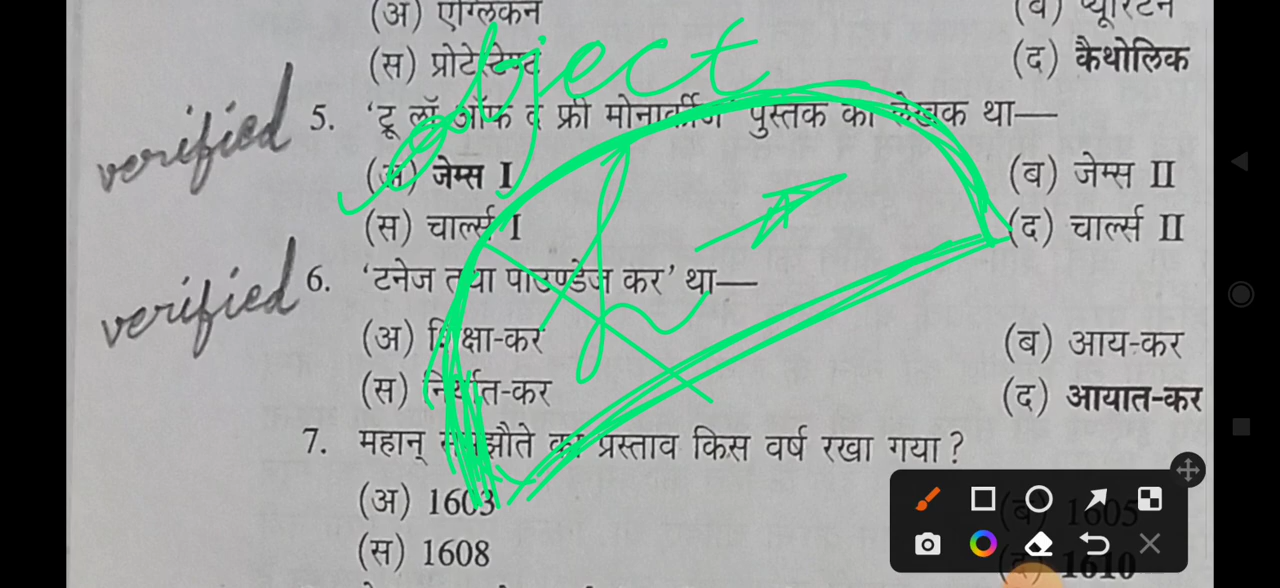 (अ) एंग्लिकन (ब) प्यूरिटन
(स) प्रोटेस्टेण्ट (द) कैथोलिक
object
verified 5. 'ट्रू लॉ ऑफ द फ्री मोनार्कीज' पुस्तक का लेखक था—
(अ) जेम्स I (ब) जेम्स II
(स) चार्ल्स I (द) चार्ल्स II
verified 6. 'टनेज तथा पाउण्डेज कर' था—
(अ) शिक्षा-कर (ब) आय-कर
(स) निर्यात-कर (द) आयात-कर
7. महान् समझौते का प्रस्ताव किस वर्ष रखा गया ?
(अ) 1603 (ब) 1605
(स) 1608 (द) 1610